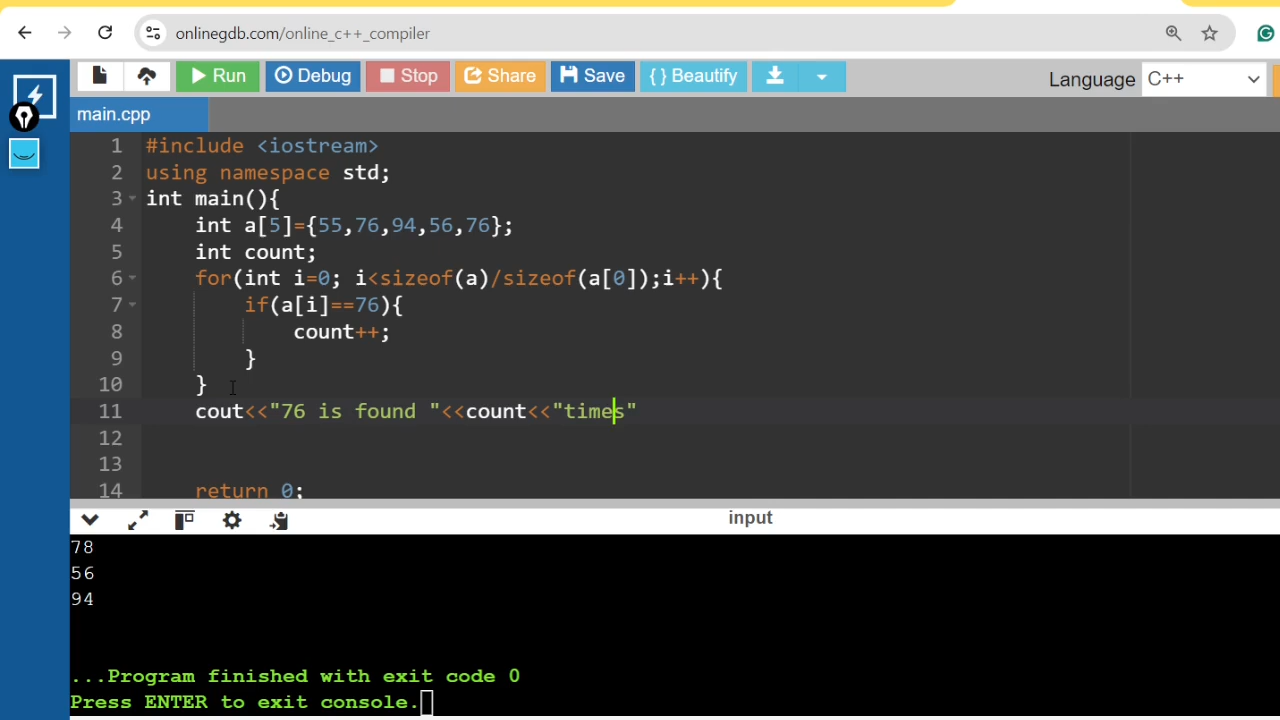 onlinegdb.com/online_c++_compiler
Run Debug Stop Share Save { } Beautify Language C++
main.cpp
1 #include <iostream>
2 using namespace std;
3 int main(){
4 int a[5]={55,76,94,56,76};
5 int count;
6 for(int i=0; i<sizeof(a)/sizeof(a[0]);i++){
7 if(a[i]==76){
8 count++;
9 }
10 }
11 cout<<"76 is found "<<count<<"times"
12
13
14 return 0;
input
78
56
94
...Program finished with exit code 0
Press ENTER to exit console.